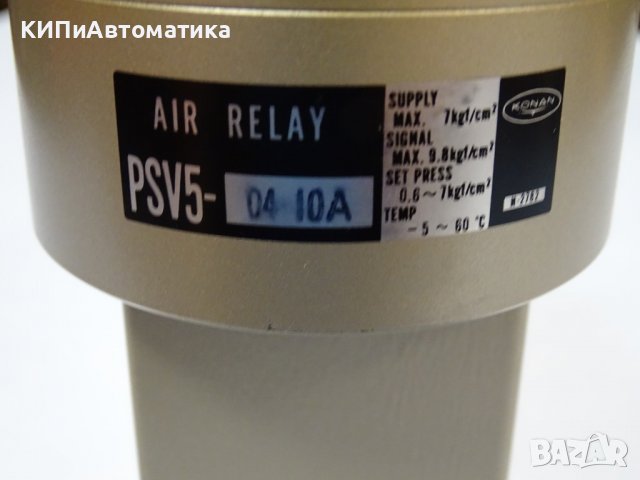 КИПиАвтоматика
КИПиАвтоматика
AIR RELAY
PSV5- 04 10A
SUPPLY
MAX. 7kgf/cm²
SIGNAL
MAX. 9.8kgf/cm²
SET PRESS
0.6~7kgf/cm²
TEMP
-5 ~ 60 °C
KONAN
BAZAR